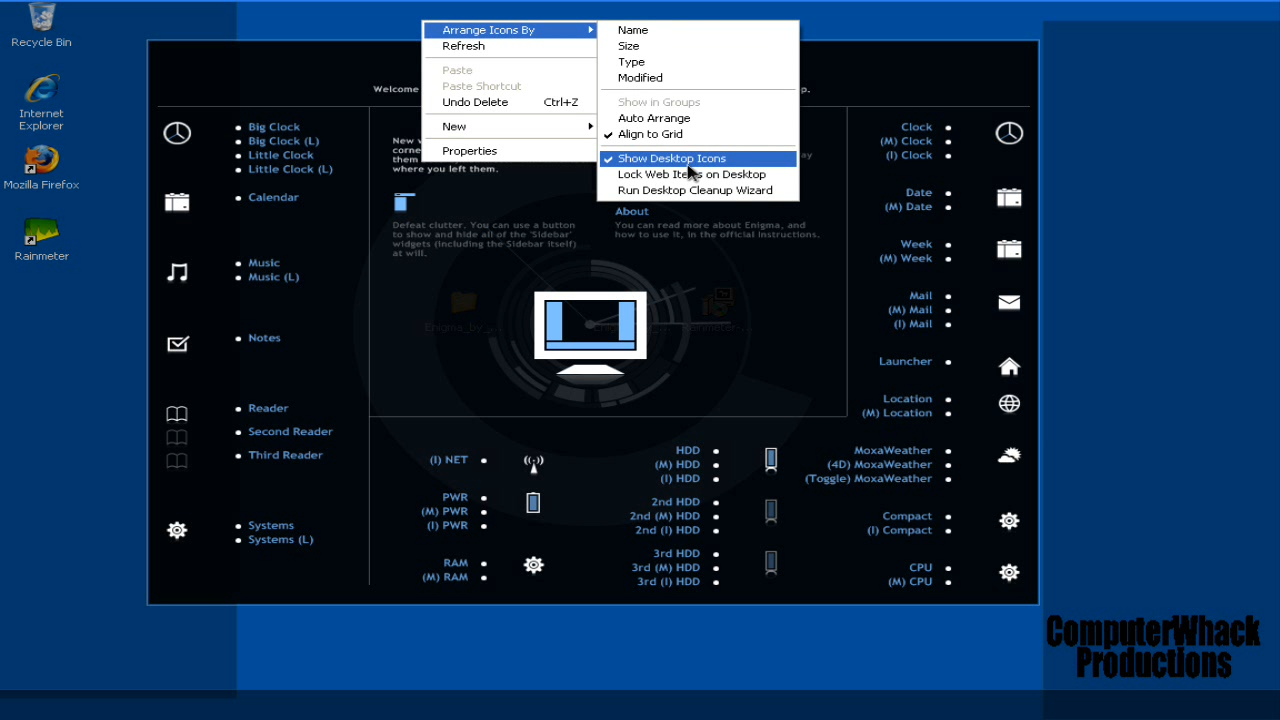 Recycle Bin
Internet
Explorer
Mozilla Firefox
Rainmeter
Arrange Icons By
Refresh
Paste
Paste Shortcut
Undo Delete Ctrl+Z
New
Properties
Name
Size
Type
Modified
Show in Groups
Auto Arrange
Align to Grid
Show Desktop Icons
Lock Web Items on Desktop
Run Desktop Cleanup Wizard
Welcome
p.
Big Clock
Big Clock (L)
Little Clock
Little Clock (L)
Calendar
Music
Music (L)
Notes
Reader
Second Reader
Third Reader
Systems
Systems (L)
New
corne
them
where you left them.
Defeat clutter. You can use a button
to show and hide all of the 'Sidebar'
widgets (including the Sidebar itself)
at will.
ay
About
You can read more about Enigma, and
how to use it, in the official instructions.
Enigma_by_...
(I) NET
PWR
(M) PWR
(I) PWR
RAM
(M) RAM
HDD
(M) HDD
(I) HDD
2nd HDD
2nd (M) HDD
2nd (I) HDD
3rd HDD
3rd (M) HDD
3rd (I) HDD
Clock
(M) Clock
(I) Clock
Date
(M) Date
Week
(M) Week
Mail
(M) Mail
(I) Mail
Launcher
Location
(M) Location
MoxaWeather
(4D) MoxaWeather
(Toggle) MoxaWeather
Compact
(I) Compact
CPU
(M) CPU
ComputerWhack
Productions